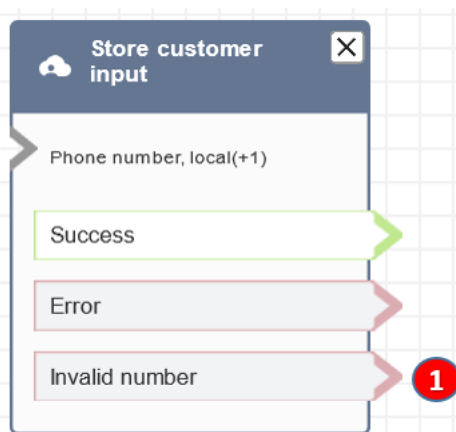 Store customer
input
Phone number, local(+1)
Success
Error
Invalid number
1